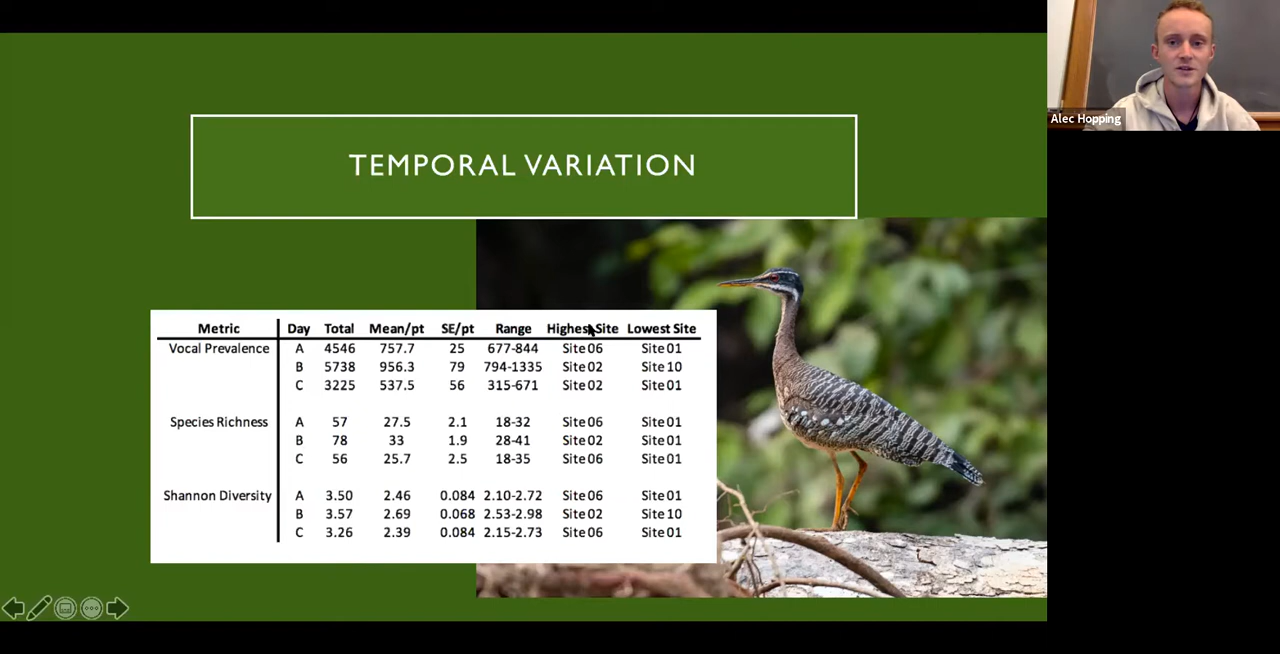 Alec Hopping
TEMPORAL VARIATION
Metric Day Total Mean/pt SE/pt Range Highest Site Lowest Site
Vocal Prevalence A 4546 757.7 25 677-844 Site 06 Site 01
B 5738 956.3 79 794-1335 Site 02 Site 10
C 3225 537.5 56 315-671 Site 02 Site 01
Species Richness A 57 27.5 2.1 18-32 Site 06 Site 01
B 78 33 1.9 28-41 Site 02 Site 01
C 56 25.7 2.5 18-35 Site 06 Site 01
Shannon Diversity A 3.50 2.46 0.084 2.10-2.72 Site 06 Site 01
B 3.57 2.69 0.068 2.53-2.98 Site 02 Site 10
C 3.26 2.39 0.084 2.15-2.73 Site 06 Site 01